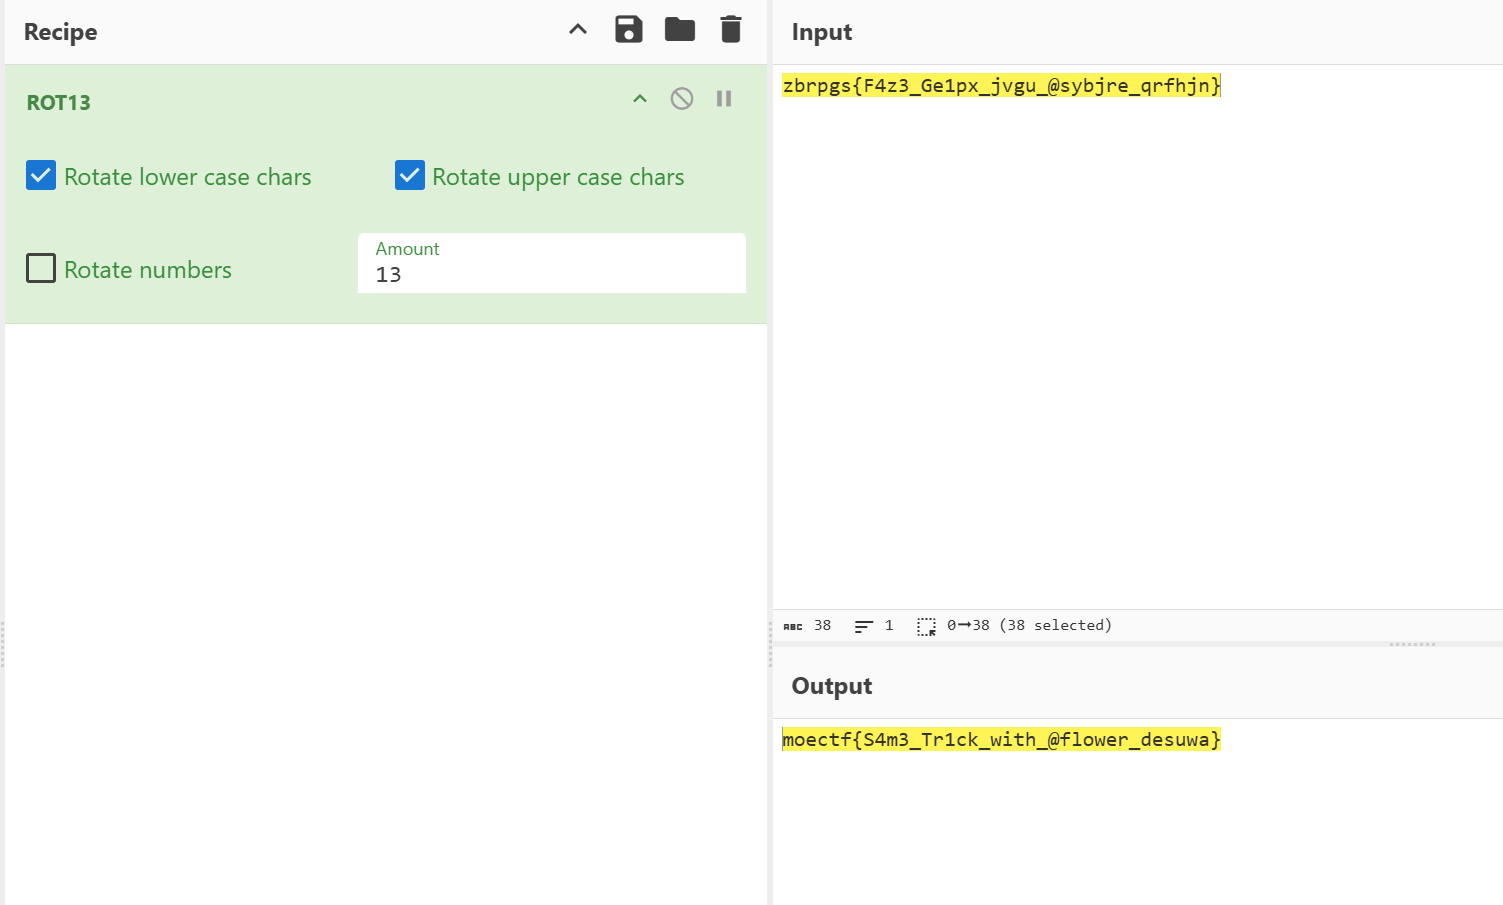 Recipe
ROT13
Rotate lower case chars
Rotate upper case chars
Rotate numbers
Amount
13
Input
zbrpgs{F4z3_Ge1px_jvgu_@sybjre_qrfhjn}
ABC 38 1 0→38 (38 selected)
Output
moectf{S4m3_Tr1ck_with_@flower_desuwa}